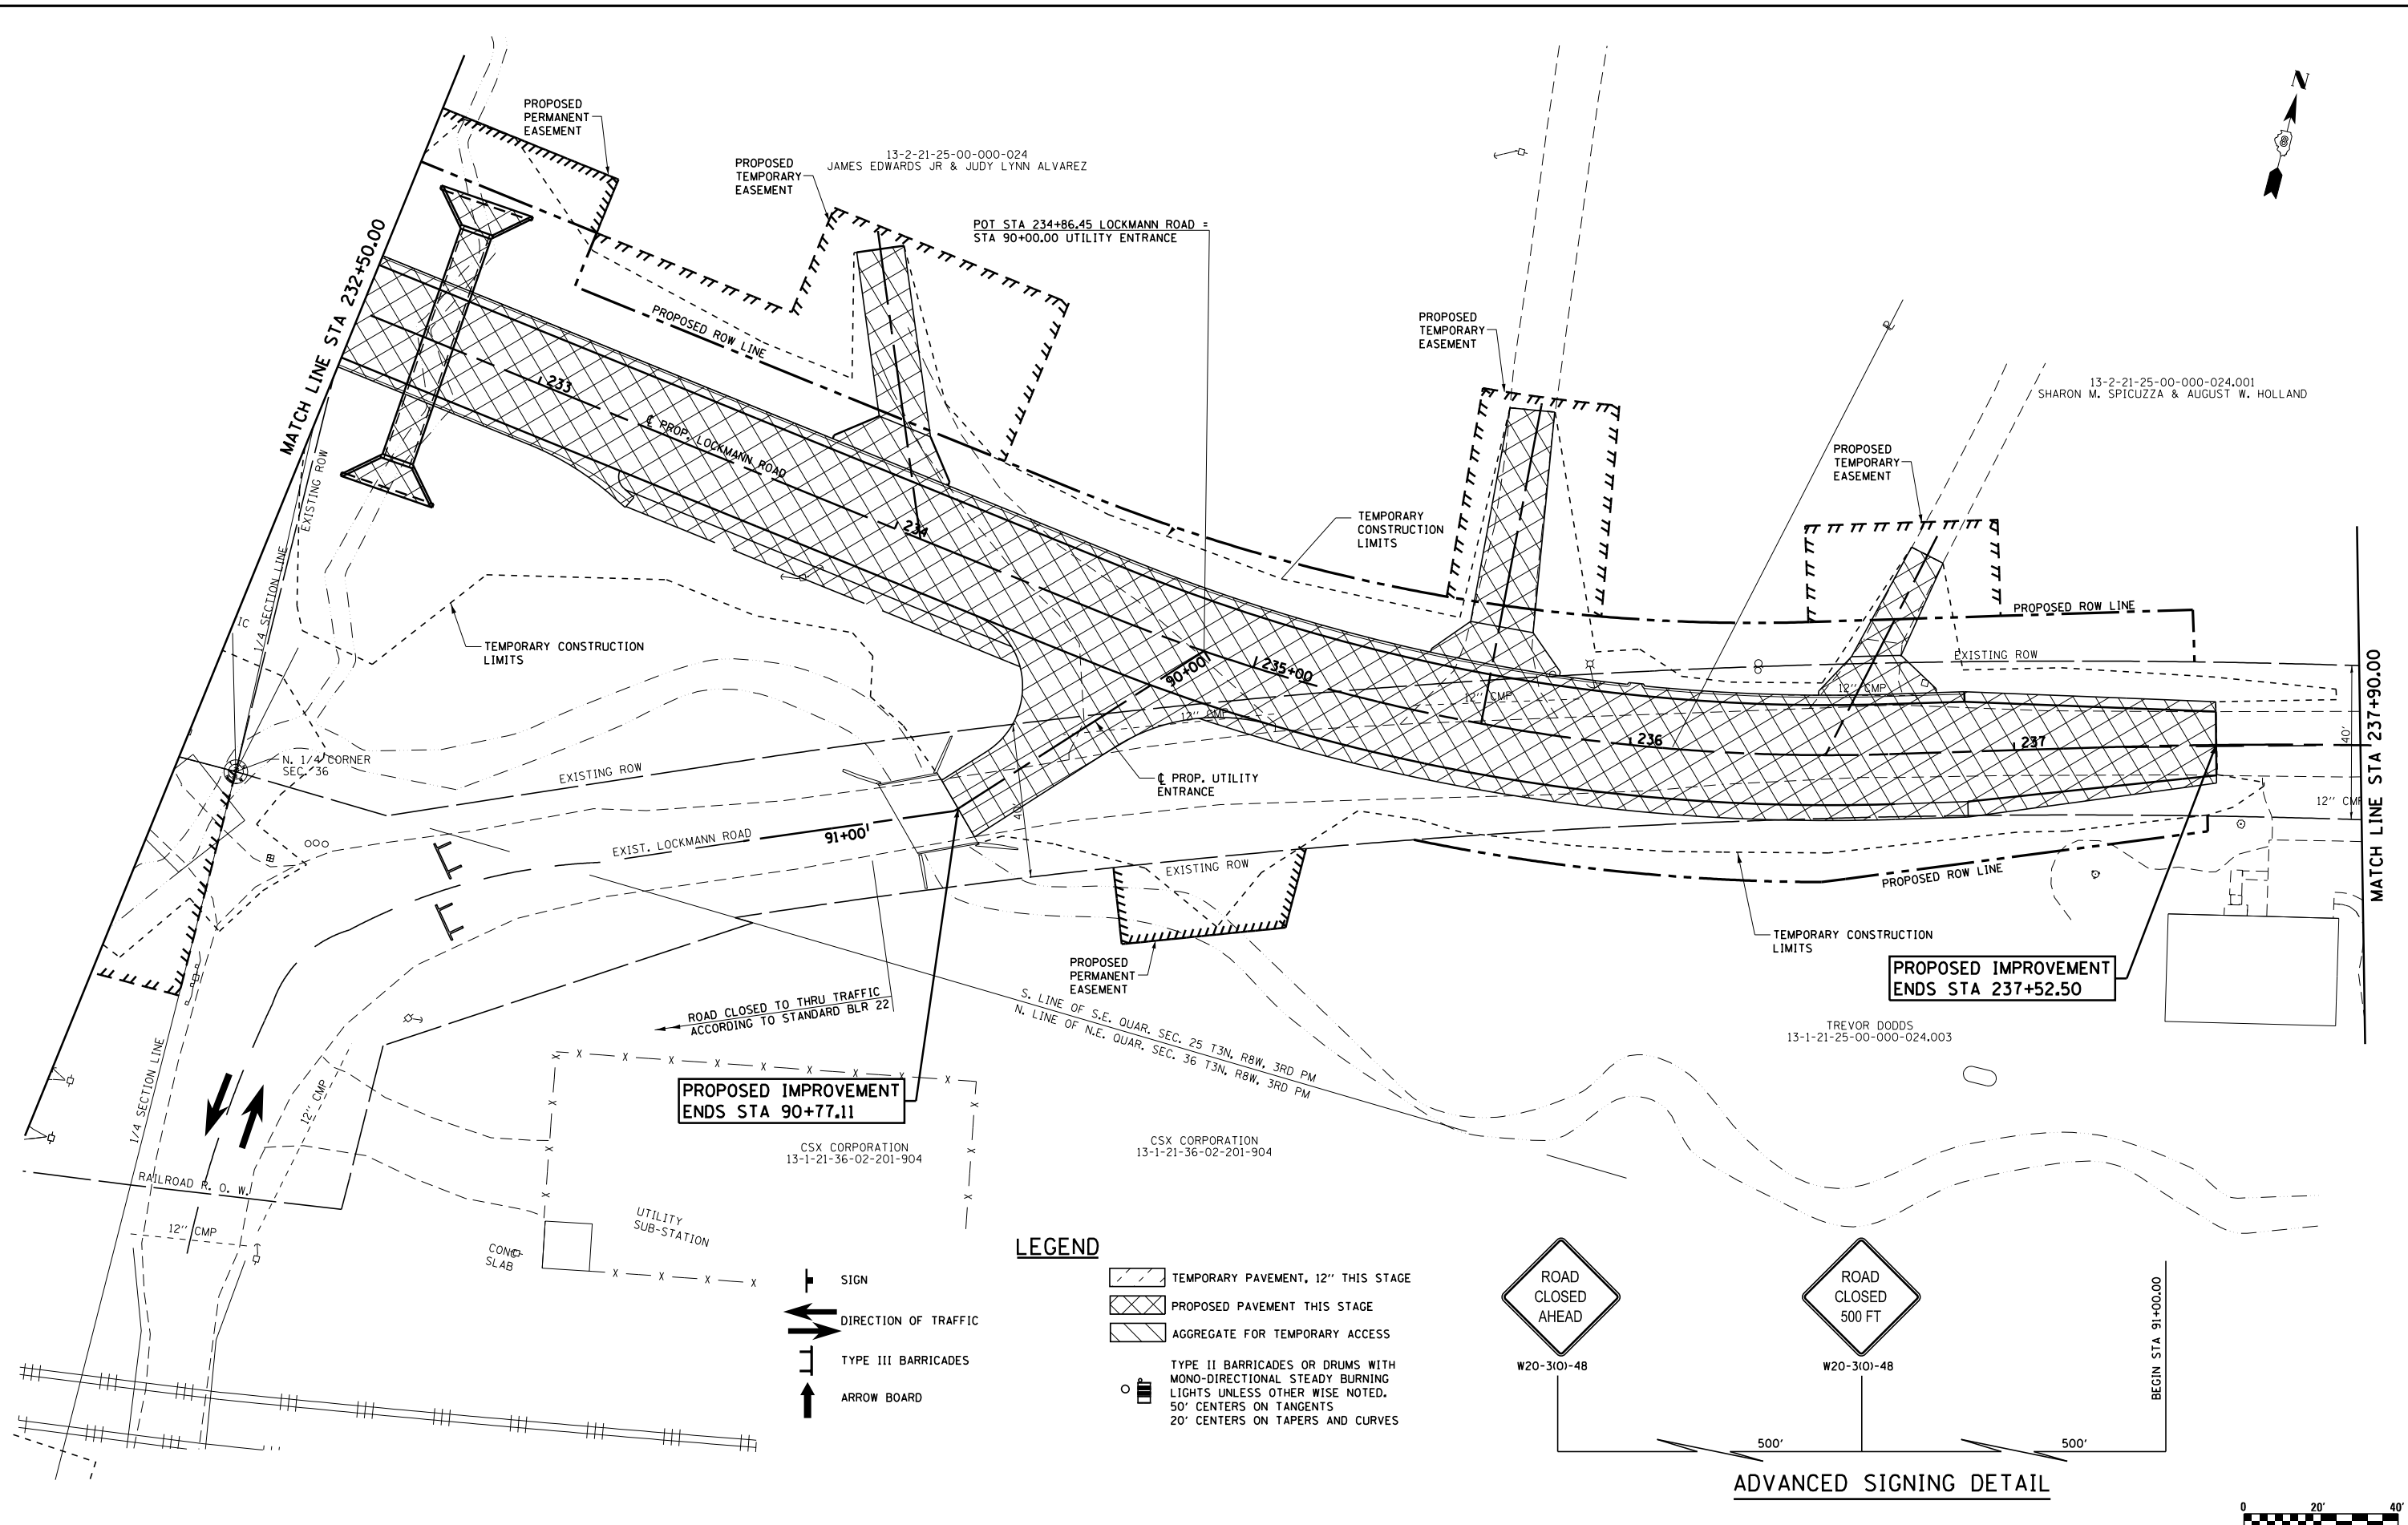 N
PROPOSED
PERMANENT
EASEMENT
PROPOSED
TEMPORARY
EASEMENT
13-2-21-25-00-000-024
JAMES EDWARDS JR & JUDY LYNN ALVAREZ
POT STA 234+86.45 LOCKMANN ROAD =
STA 90+00.00 UTILITY ENTRANCE
MATCH LINE STA 232+50.00
PROPOSED ROW LINE
PROPOSED
TEMPORARY
EASEMENT
13-2-21-25-00-000-024.001
SHARON M. SPICUZZA & AUGUST W. HOLLAND
PROPOSED
TEMPORARY
EASEMENT
233
℄ PROP. LOCKMANN ROAD
234
EXISTING ROW
1/4 SECTION LINE
TEMPORARY
CONSTRUCTION
LIMITS
PROPOSED ROW LINE
EXISTING ROW
IC
TEMPORARY CONSTRUCTION
LIMITS
90+00
235+00
12" CMP
12" CMP
12" CMP
236
237
40'
MATCH LINE STA 237+90.00
N. 1/4 CORNER
SEC. 36
EXISTING ROW
℄ PROP. UTILITY
ENTRANCE
12" CMP
40'
EXIST. LOCKMANN ROAD
91+00
EXISTING ROW
PROPOSED ROW LINE
TEMPORARY CONSTRUCTION
LIMITS
PROPOSED
PERMANENT
EASEMENT
PROPOSED IMPROVEMENT
ENDS STA 237+52.50
ROAD CLOSED TO THRU TRAFFIC
ACCORDING TO STANDARD BLR 22
S. LINE OF S.E. QUAR. SEC. 25 T3N, R8W, 3RD PM
N. LINE OF N.E. QUAR. SEC. 36 T3N, R8W, 3RD PM
TREVOR DODDS
13-1-21-25-00-000-024.003
1/4 SECTION LINE
12" CMP
PROPOSED IMPROVEMENT
ENDS STA 90+77.11
CSX CORPORATION
13-1-21-36-02-201-904
CSX CORPORATION
13-1-21-36-02-201-904
RAILROAD R. O. W.
12" CMP
UTILITY
SUB-STATION
CONC
SLAB
LEGEND
SIGN
DIRECTION OF TRAFFIC
TYPE III BARRICADES
ARROW BOARD
TEMPORARY PAVEMENT, 12" THIS STAGE
PROPOSED PAVEMENT THIS STAGE
AGGREGATE FOR TEMPORARY ACCESS
TYPE II BARRICADES OR DRUMS WITH
MONO-DIRECTIONAL STEADY BURNING
LIGHTS UNLESS OTHER WISE NOTED.
50' CENTERS ON TANGENTS
20' CENTERS ON TAPERS AND CURVES
ROAD
CLOSED
AHEAD
W20-3(O)-48
ROAD
CLOSED
500 FT
W20-3(O)-48
BEGIN STA 91+00.00
500'
500'
ADVANCED SIGNING DETAIL
0
20'
40'